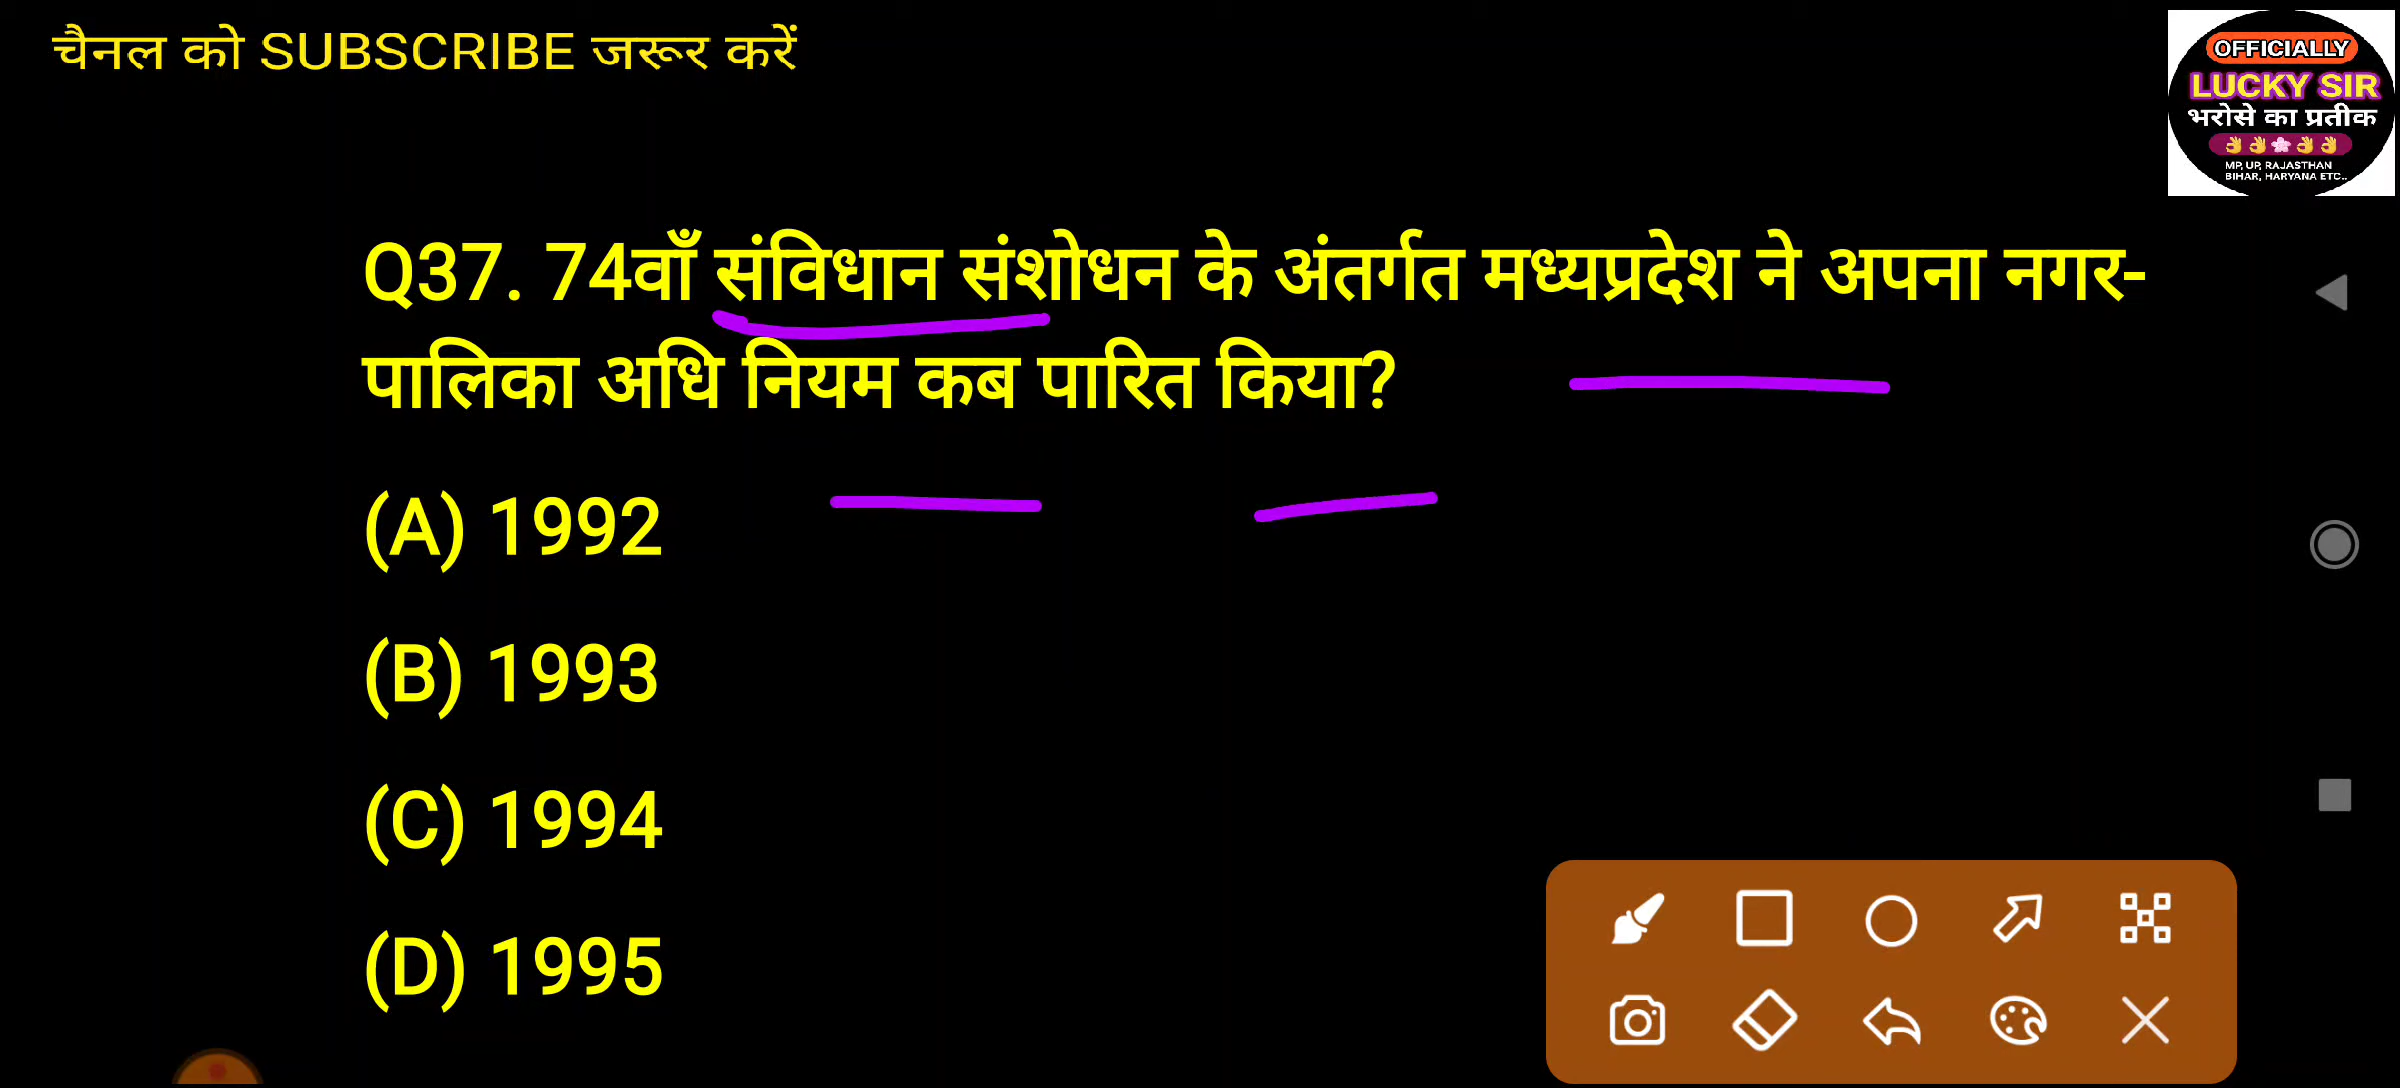 चैनल को SUBSCRIBE जरूर करें
OFFICIALLY
LUCKY SIR
भरोसे का प्रतीक
👌👌🌸👌👌
MP, UP, RAJASTHAN
BIHAR, HARYANA ETC..
Q37. 74वाँ संविधान संशोधन के अंतर्गत मध्यप्रदेश ने अपना नगर-
पालिका अधि नियम कब पारित किया?
(A) 1992
(B) 1993
(C) 1994
(D) 1995